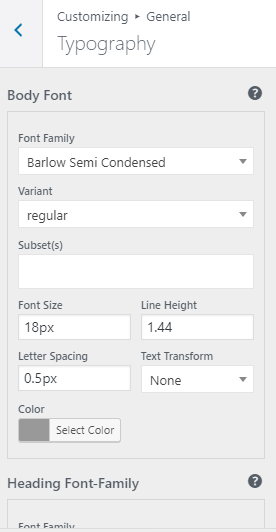 Customizing ▸ General
Typography
Body Font
Font Family
Barlow Semi Condensed
Variant
regular
Subset(s)
Font Size Line Height
18px 1.44
Letter Spacing Text Transform
0.5px None
Color
Select Color
Heading Font-Family
Font Family